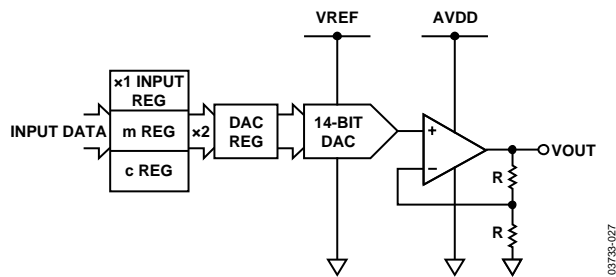 VREF
AVDD
×1 INPUT
REG
INPUT DATA
m REG
×2
DAC
REG
14-BIT
DAC
+
–
VOUT
c REG
R
R
03733-027